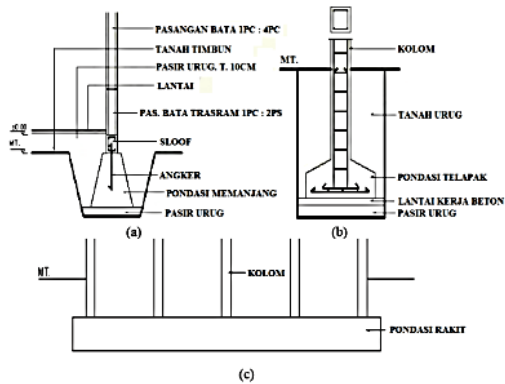 PASANGAN BATA 1PC : 4PC
TANAH TIMBUN
PASIR URUG, T. 10CM
LANTAI
PAS. BATA TRASRAM 1PC : 2PS
±0.00
MT.
SLOOF
ANGKER
PONDASI MEMANJANG
PASIR URUG
(a)
KOLOM
MT.
TANAH URUG
PONDASI TELAPAK
LANTAI KERJA BETON
PASIR URUG
(b)
MT.
KOLOM
PONDASI RAKIT
(c)